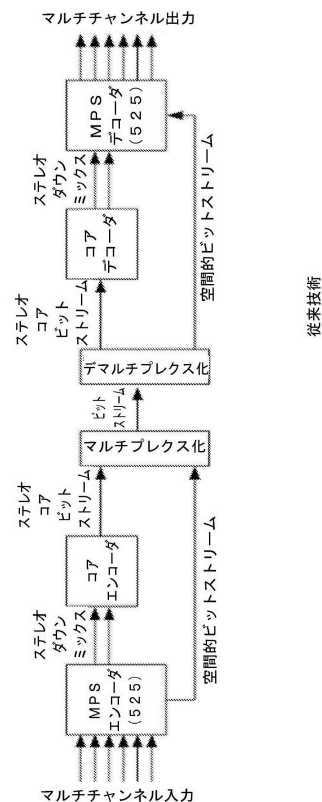 マルチチャンネル出力
MPS
デコーダ
(525)
ステレオ
ダウン
ミックス
コア
デコーダ
空間的ビットストリーム
ステレオ
コア
ビット
ストリーム
デマルチプレクス化
ビット
ストリーム
マルチプレクス化
ステレオ
コア
ビット
ストリーム
コア
エンコーダ
空間的ビットストリーム
ステレオ
ダウン
ミックス
MPS
エンコーダ
(525)
マルチチャンネル入力
従来技術